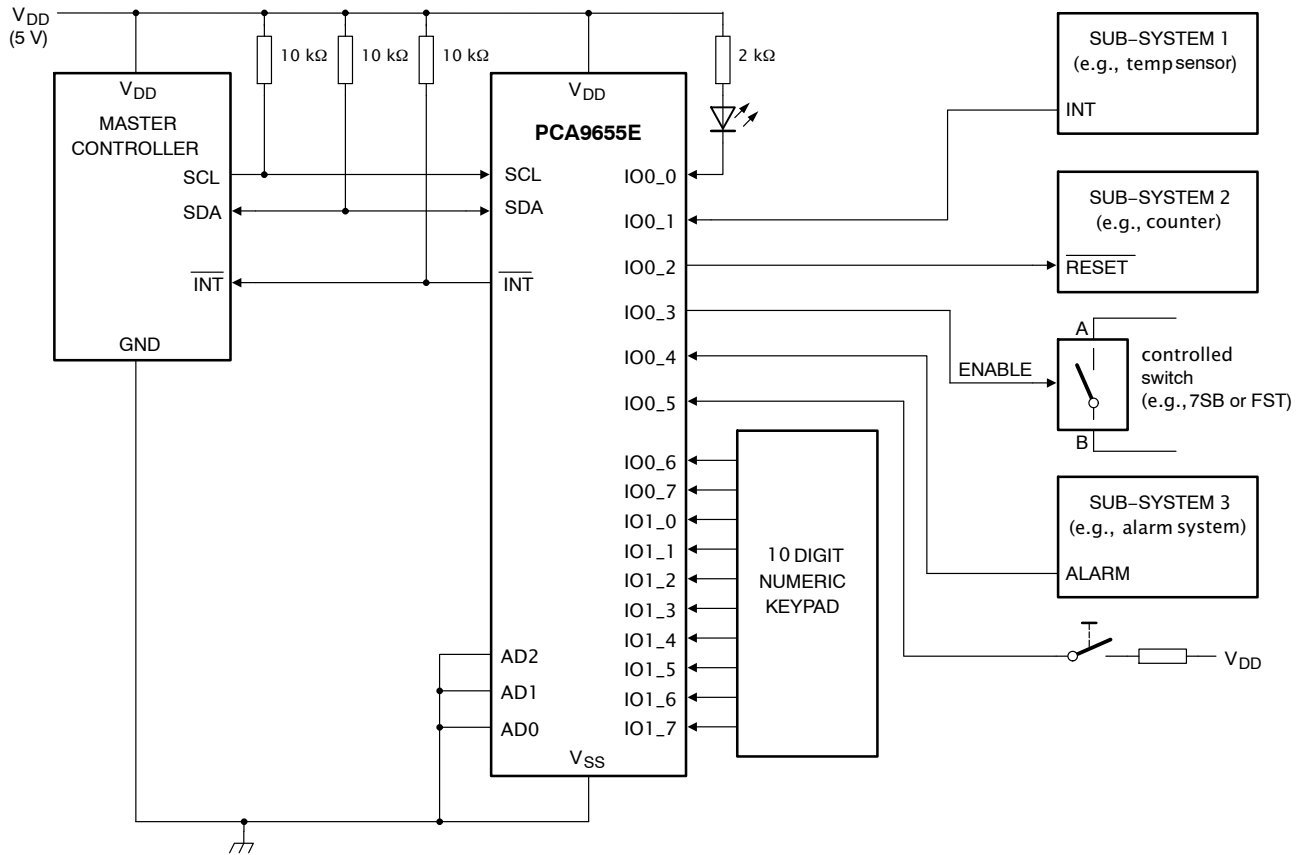 VDD
(5 V)
10 kΩ
10 kΩ
10 kΩ
2 kΩ
VDD
MASTER
CONTROLLER
SCL
SDA
INT
GND
VDD
PCA9655E
SCL
SDA
INT
AD2
AD1
AD0
VSS
IO0_0
IO0_1
IO0_2
IO0_3
IO0_4
IO0_5
IO0_6
IO0_7
IO1_0
IO1_1
IO1_2
IO1_3
IO1_4
IO1_5
IO1_6
IO1_7
10 DIGIT
NUMERIC
KEYPAD
SUB-SYSTEM 1
(e.g., temp sensor)
INT
SUB-SYSTEM 2
(e.g., counter)
RESET
A
ENABLE
B
controlled
switch
(e.g., 7SB or FST)
SUB-SYSTEM 3
(e.g., alarm system)
ALARM
VDD